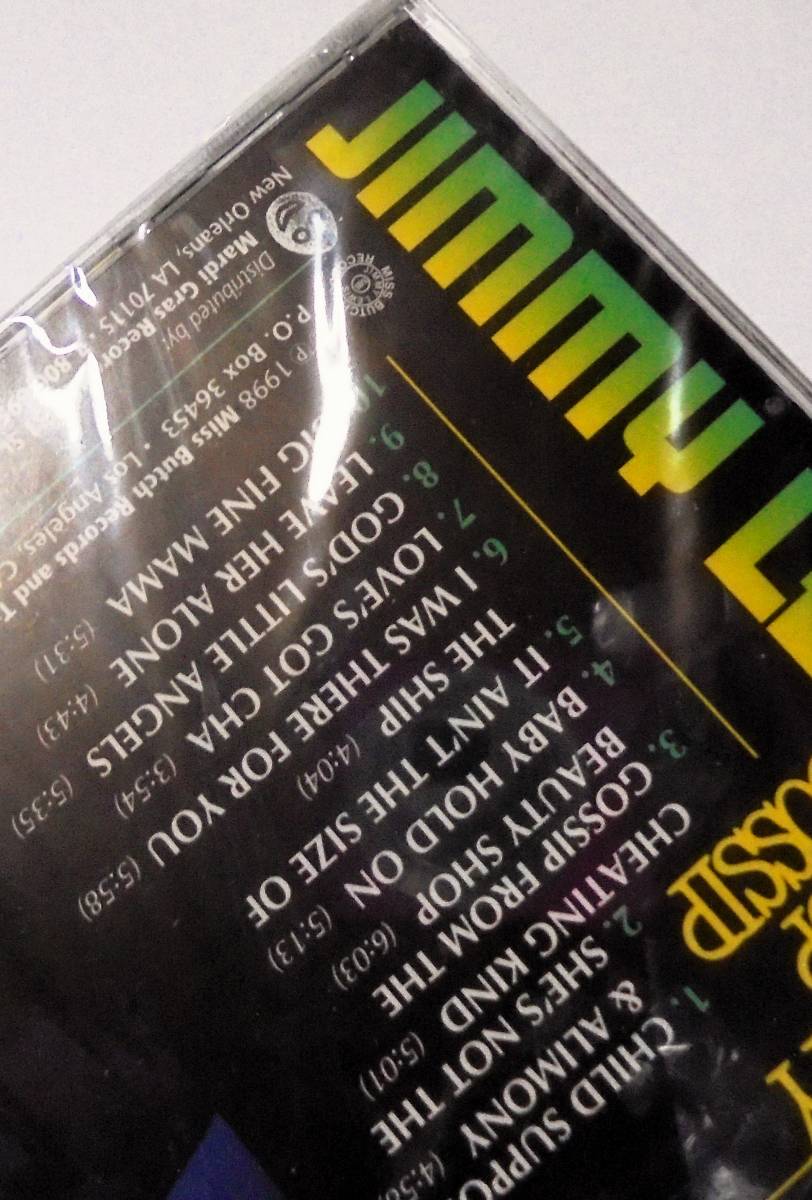 JIMMY
GOSSIP
1. CHILD SUPPO
& ALIMONY (4:5
2. SHE'S NOT THE
CHEATING KIND (5:01)
3. GOSSIP FROM THE
BEAUTY SHOP (6:03)
4. BABY HOLD ON (5:13)
5. IT AIN'T THE SIZE OF
THE SHIP (4:04)
6. I WAS THERE FOR YOU (5:58)
7. LOVE'S GOT CHA (3:54)
8. GOD'S LITTLE ANGELS (5:35)
9. LEAVE HER ALONE (4:43)
10. BIG FINE MAMA (5:31)
℗ 1998 Miss Butch Records and T
P.O. Box 36453 • Los Angeles, C
Distributed by:
Mardi Gras Recor
New Orleans, LA 70115